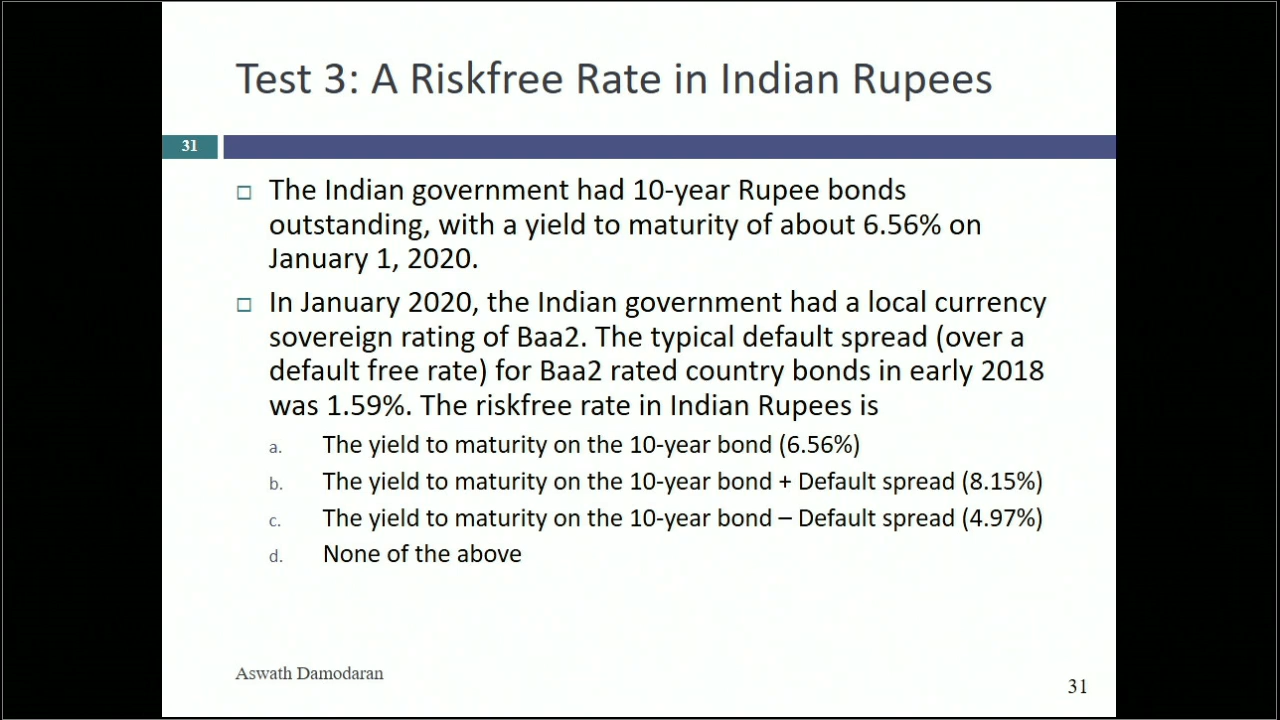 Test 3: A Riskfree Rate in Indian Rupees
31
The Indian government had 10-year Rupee bonds
outstanding, with a yield to maturity of about 6.56% on
January 1, 2020.
In January 2020, the Indian government had a local currency
sovereign rating of Baa2. The typical default spread (over a
default free rate) for Baa2 rated country bonds in early 2018
was 1.59%. The riskfree rate in Indian Rupees is
a. The yield to maturity on the 10-year bond (6.56%)
b. The yield to maturity on the 10-year bond + Default spread (8.15%)
c. The yield to maturity on the 10-year bond – Default spread (4.97%)
d. None of the above
Aswath Damodaran
31